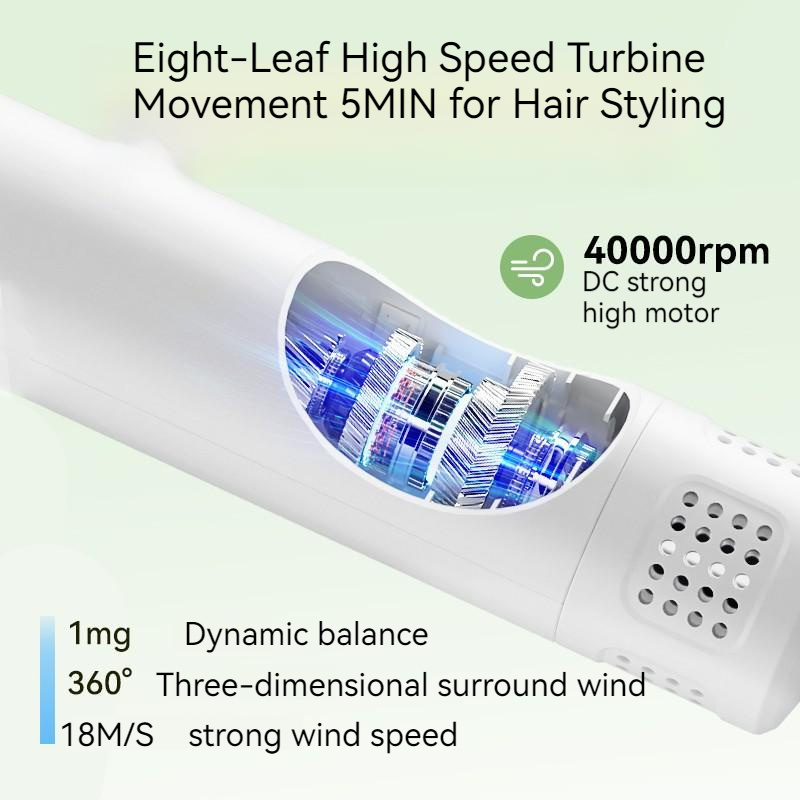 Eight-Leaf High Speed Turbine
Movement 5MIN for Hair Styling
40000rpm
DC strong
high motor
1mg Dynamic balance
360° Three-dimensional surround wind
18M/S strong wind speed